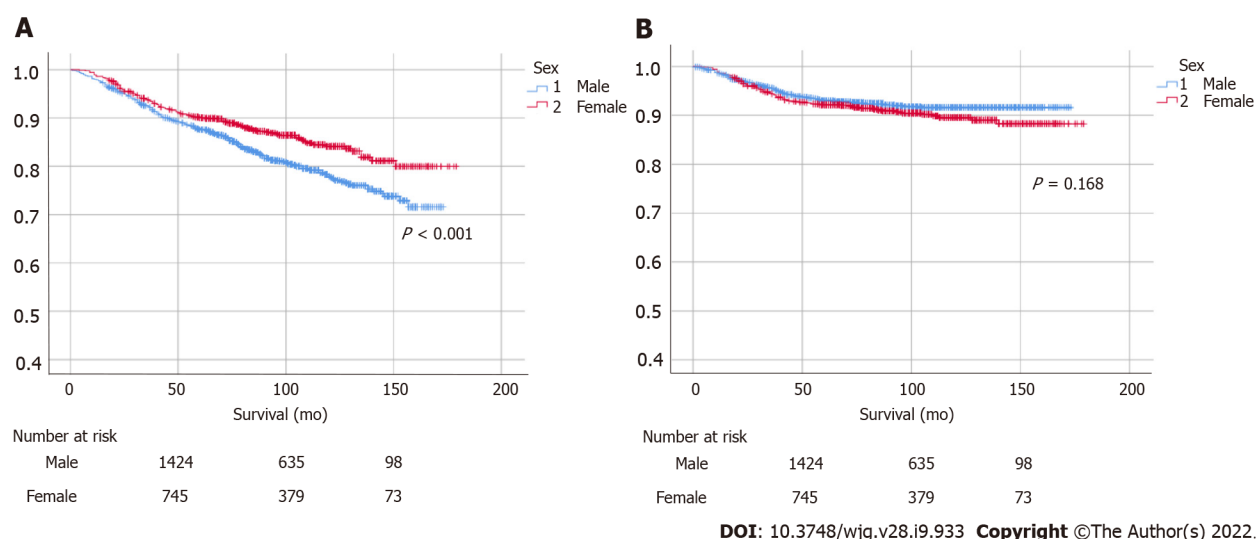 A
1.0
0.9
0.8
0.7
0.6
0.5
0.4
0 50 100 150 200
Survival (mo)
Sex
1 Male
2 Female
P < 0.001
Number at risk
Male 1424 635 98
Female 745 379 73
B
1.0
0.9
0.8
0.7
0.6
0.5
0.4
0 50 100 150 200
Survival (mo)
Sex
1 Male
2 Female
P = 0.168
Number at risk
Male 1424 635 98
Female 745 379 73
DOI: 10.3748/wjg.v28.i9.933 Copyright ©The Author(s) 2022.